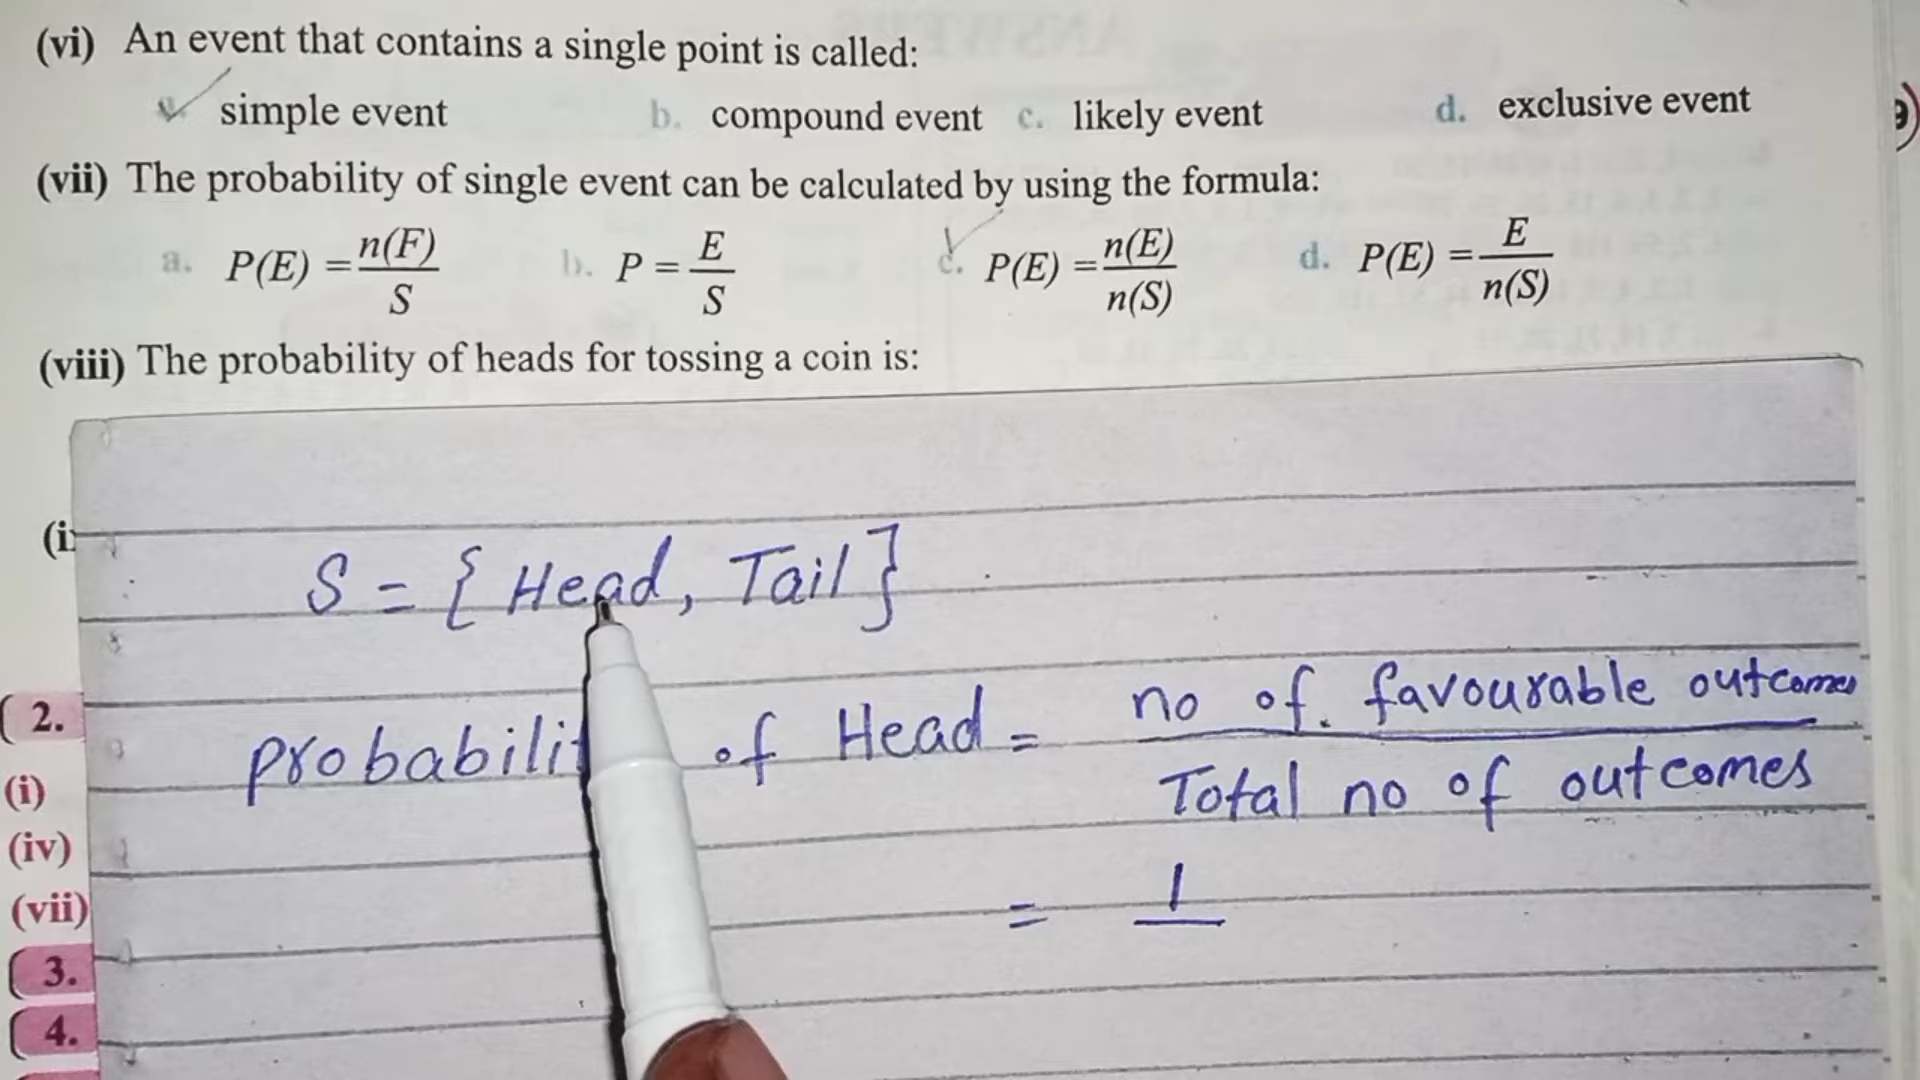 (vi) An event that contains a single point is called:
simple event b. compound event c. likely event d. exclusive event
(vii) The probability of single event can be calculated by using the formula:
a. P(E) = n(F)/S b. P = E/S c. P(E) = n(E)/n(S) d. P(E) = E/n(S)
(viii) The probability of heads for tossing a coin is:
S = { Head, Tail }
of Head = no of. favourable outcomes
Total no of outcomes
= 1
2.
(i)
(iv)
(vii)
3.
4.